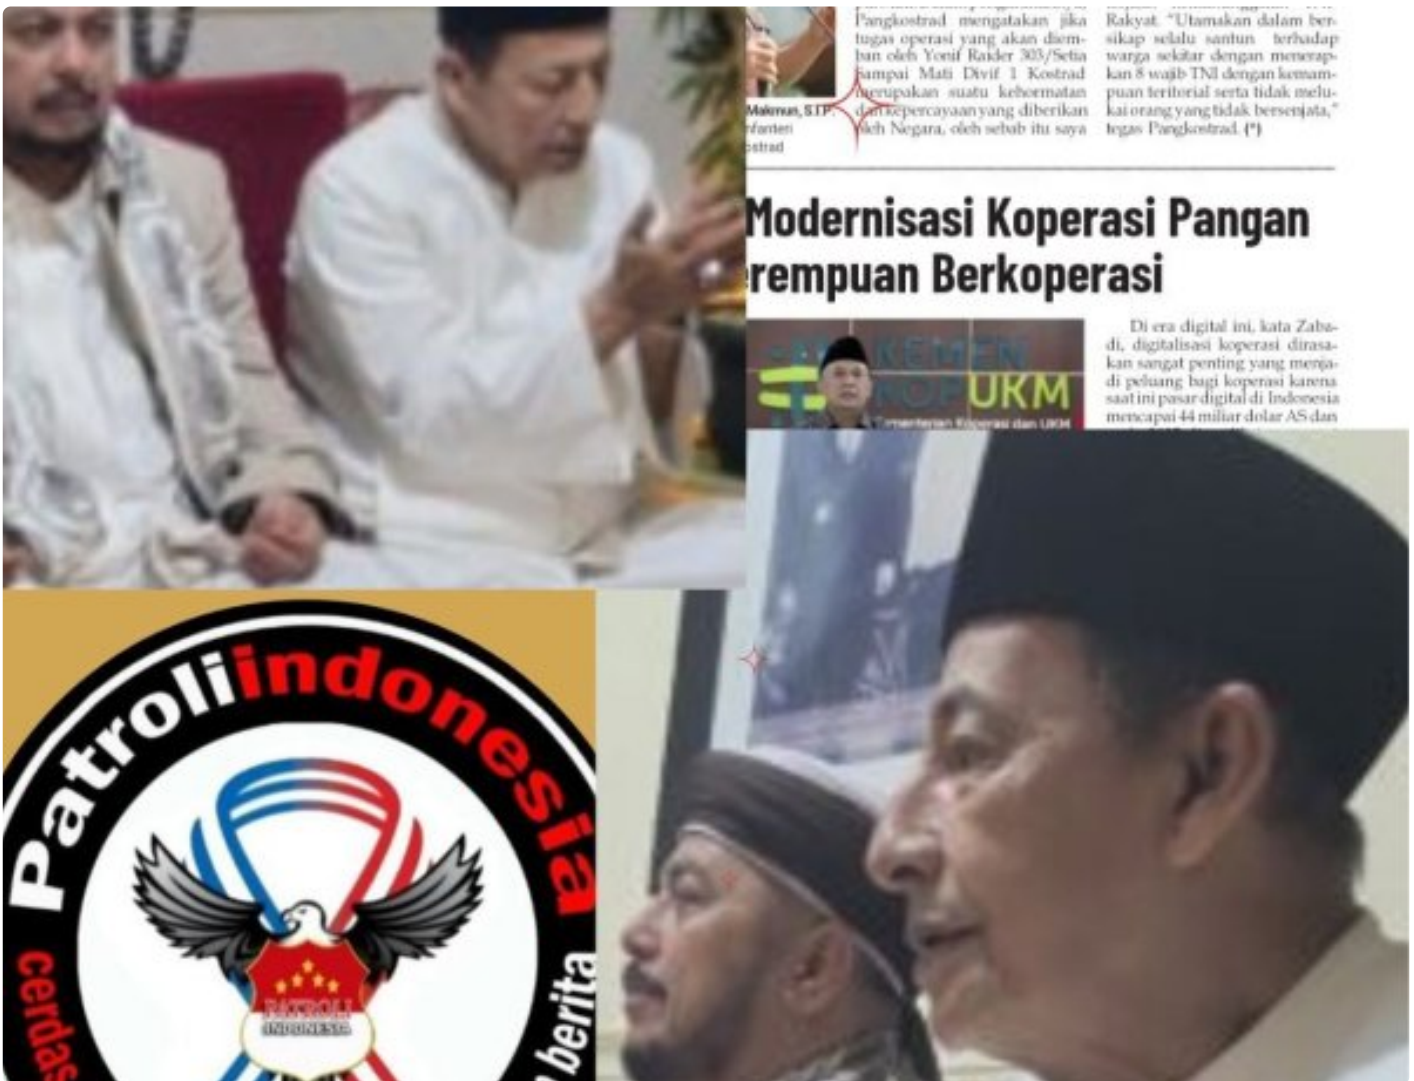 Pangkostrad mengatakan jika
tugas operasi yang akan diem-
ban oleh Yonif Raider 303/Setia
Sampai Mati Divif 1 Kostrad
merupakan suatu kehormatan
dan kepercayaan yang diberikan
oleh Negara, oleh sebab itu saya
Rakyat. “Utamakan dalam ber-
sikap selalu santun terhadap
warga sekitar dengan menerap-
kan 8 wajib TNI dengan kemam-
puan teritorial serta tidak melu-
kai orang yang tidak bersenjata,”
tegas Pangkostrad. (*)
Makmun, S.I.P.
nfanteri
ostrad
Modernisasi Koperasi Pangan
erempuan Berkoperasi
KEMEN
KOPUKM
Kementerian Koperasi dan UKM
Di era digital ini, kata Zaba-
di, digitalisasi koperasi dirasa-
kan sangat penting yang menja-
di peluang bagi koperasi karena
saat ini pasar digital di Indonesia
mencapai 44 miliar dolar AS dan
Patroliindonesia
cerdas
berita
PATROLI
INDONESIA